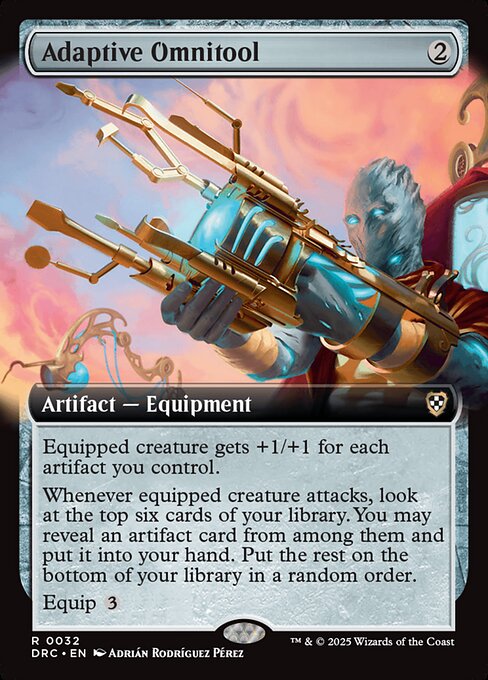 Adaptive Omnitool 2
Artifact — Equipment
Equipped creature gets +1/+1 for each
artifact you control.
Whenever equipped creature attacks, look
at the top six cards of your library. You may
reveal an artifact card from among them and
put it into your hand. Put the rest on the
bottom of your library in a random order.
Equip 3
R 0032
DRC • EN Adrián Rodríguez Pérez
™ & © 2025 Wizards of the Coast